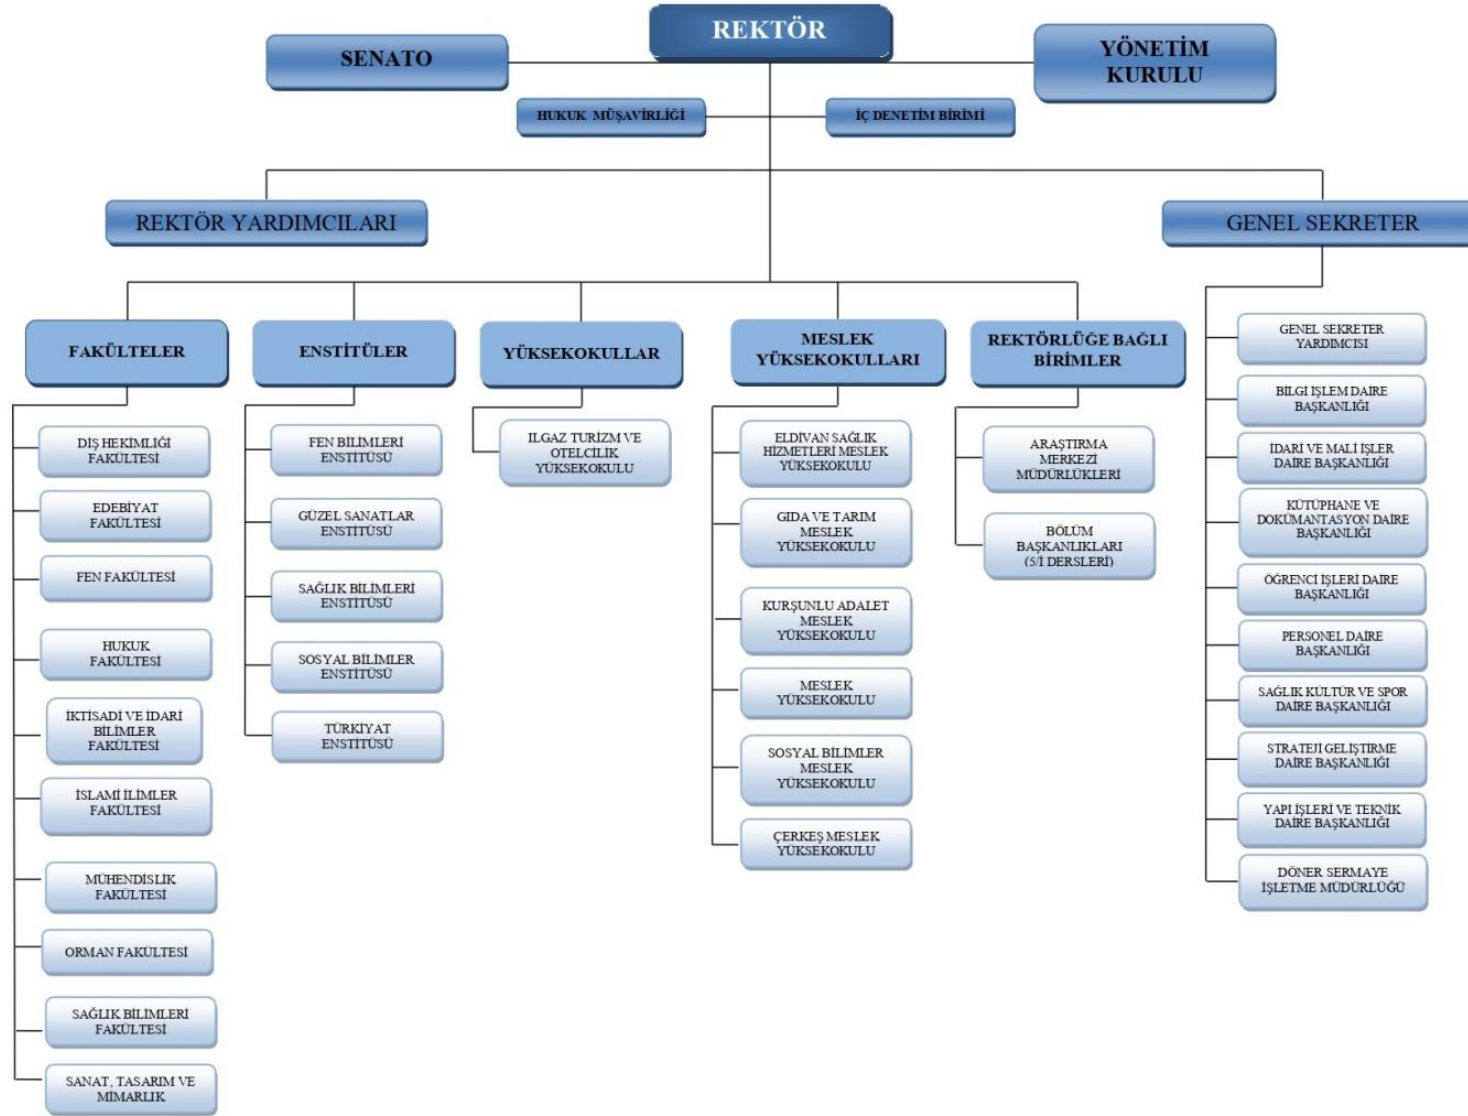 REKTÖR
SENATO
YÖNETİM
KURULU
HUKUK MÜŞAVİRLİĞİ
İÇ DENETİM BİRİMİ
REKTÖR YARDIMCILARI
GENEL SEKRETER
FAKÜLTELER
DİŞ HEKİMLİĞİ
FAKÜLTESİ
EDEBİYAT
FAKÜLTESİ
FEN FAKÜLTESİ
HUKUK
FAKÜLTESİ
İKTİSADİ VE İDARİ
BİLİMLER
FAKÜLTESİ
İSLAMİ İLİMLER
FAKÜLTESİ
MÜHENDİSLİK
FAKÜLTESİ
ORMAN FAKÜLTESİ
SAĞLIK BİLİMLERİ
FAKÜLTESİ
SANAT, TASARIM VE
MİMARLIK
ENSTİTÜLER
FEN BİLİMLERİ
ENSTİTÜSÜ
GÜZEL SANATLAR
ENSTİTÜSÜ
SAĞLIK BİLİMLERİ
ENSTİTÜSÜ
SOSYAL BİLİMLER
ENSTİTÜSÜ
TÜRKİYAT
ENSTİTÜSÜ
YÜKSEKOKULLAR
ILGAZ TURİZM VE
OTELCİLİK
YÜKSEKOKULU
MESLEK
YÜKSEKOKULLARI
ELDİVAN SAĞLIK
HİZMETLERİ MESLEK
YÜKSEKOKULU
GIDA VE TARIM
MESLEK
YÜKSEKOKULU
KURŞUNLU ADALET
MESLEK
YÜKSEKOKULU
MESLEK
YÜKSEKOKULU
SOSYAL BİLİMLER
MESLEK
YÜKSEKOKULU
ÇERKEŞ MESLEK
YÜKSEKOKULU
REKTÖRLÜĞE BAĞLI
BİRİMLER
ARAŞTIRMA
MERKEZİ
MÜDÜRLÜKLERİ
BÖLÜM
BAŞKANLIKLARI
(5/İ DERSLERİ)
GENEL SEKRETER
YARDIMCISI
BİLGİ İŞLEM DAİRE
BAŞKANLIĞI
İDARİ VE MALİ İŞLER
DAİRE BAŞKANLIĞI
KÜTÜPHANE VE
DOKÜMANTASYON DAİRE
BAŞKANLIĞI
ÖĞRENCİ İŞLERİ DAİRE
BAŞKANLIĞI
PERSONEL DAİRE
BAŞKANLIĞI
SAĞLIK KÜLTÜR VE SPOR
DAİRE BAŞKANLIĞI
STRATEJİ GELİŞTİRME
DAİRE BAŞKANLIĞI
YAPI İŞLERİ VE TEKNİK
DAİRE BAŞKANLIĞI
DÖNER SERMAYE
İŞLETME MÜDÜRLÜĞÜ